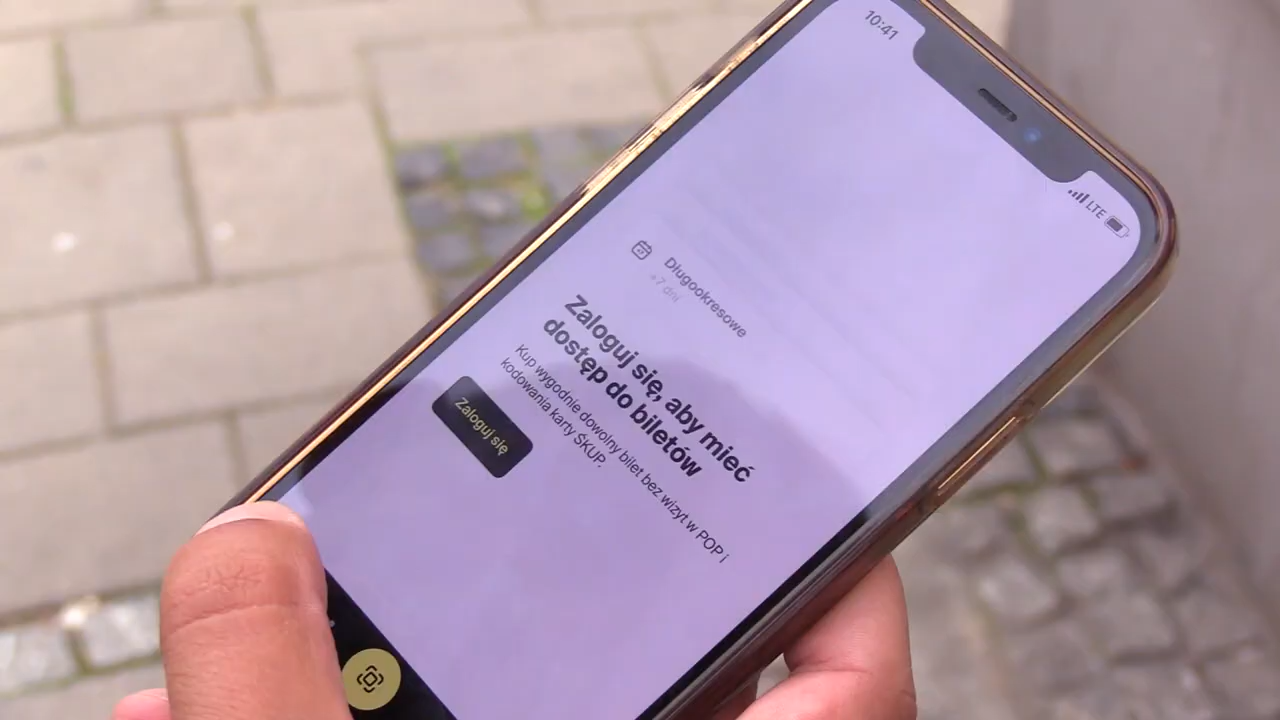 10:41
LTE
Długookresowe
+7 dni
Zaloguj się, aby mieć
dostęp do biletów
Kup wygodnie dowolny bilet bez wizyt w POP i
kodowania karty ŚKUP.
Zaloguj się